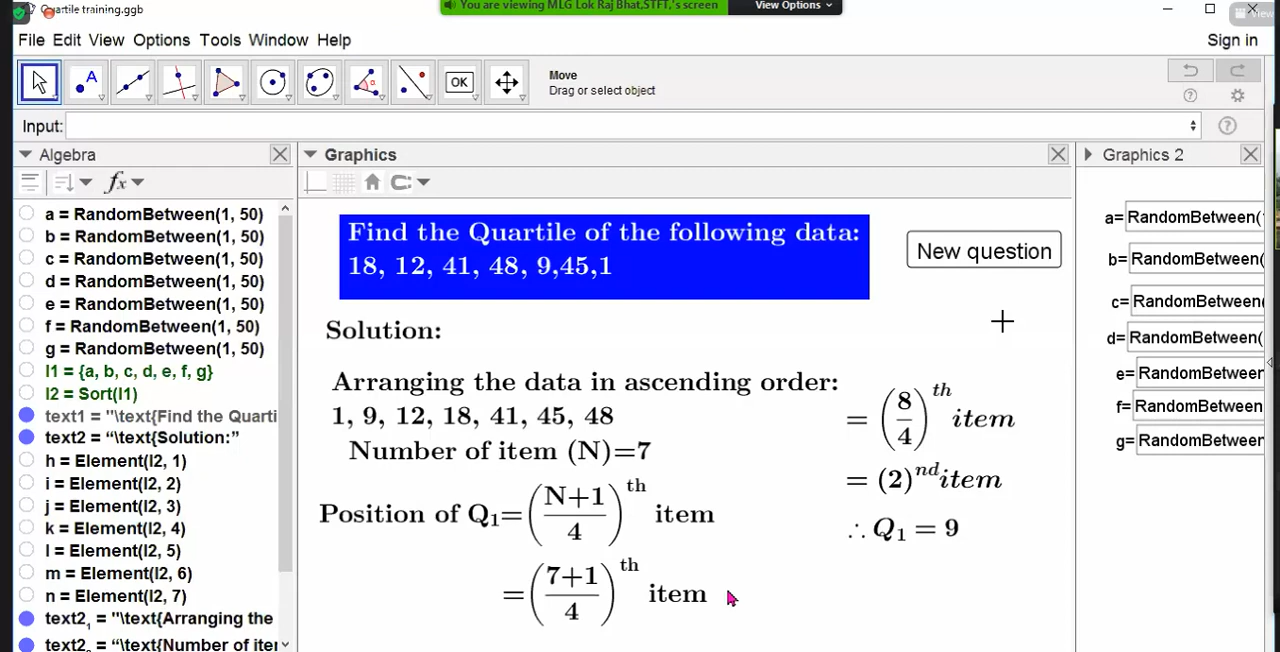 Quartile training.ggb
You are viewing MLG Lok Raj Bhat,STFT,'s screen
View Options
View
File Edit View Options Tools Window Help
Sign in
A
OK
Move
Drag or select object
Input:
Algebra
Graphics
Graphics 2
fx
a = RandomBetween(1, 50)
b = RandomBetween(1, 50)
c = RandomBetween(1, 50)
d = RandomBetween(1, 50)
e = RandomBetween(1, 50)
f = RandomBetween(1, 50)
g = RandomBetween(1, 50)
l1 = {a, b, c, d, e, f, g}
l2 = Sort(l1)
text1 = "\text{Find the Quarti
text2 = “\text{Solution:”
h = Element(l2, 1)
i = Element(l2, 2)
j = Element(l2, 3)
k = Element(l2, 4)
l = Element(l2, 5)
m = Element(l2, 6)
n = Element(l2, 7)
text2₁ = "\text{Arranging the
= “\text{Number of iter
Find the Quartile of the following data:
18, 12, 41, 48, 9,45,1
New question
Solution:
Arranging the data in ascending order:
1, 9, 12, 18, 41, 45, 48
Number of item (N)=7
Position of Q₁=((N+1)/4)^th item
=((7+1)/4)^th item
= (8/4)^th item
= (2)^nd item
∴ Q₁ = 9
a= RandomBetween(
b= RandomBetween(
c= RandomBetween(
d= RandomBetween(
e= RandomBetween
f= RandomBetween
g= RandomBetween